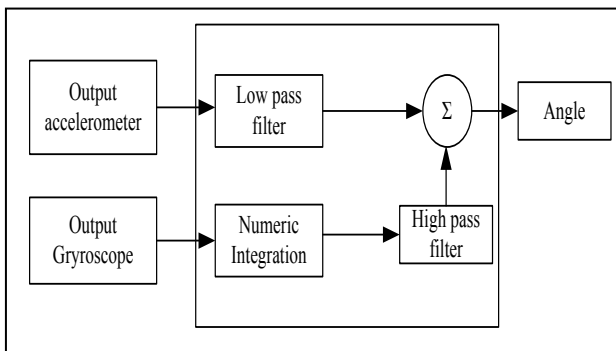 Output
accelerometer
Low pass
filter
Σ
Angle
Output
Gryroscope
Numeric
Integration
High pass
filter